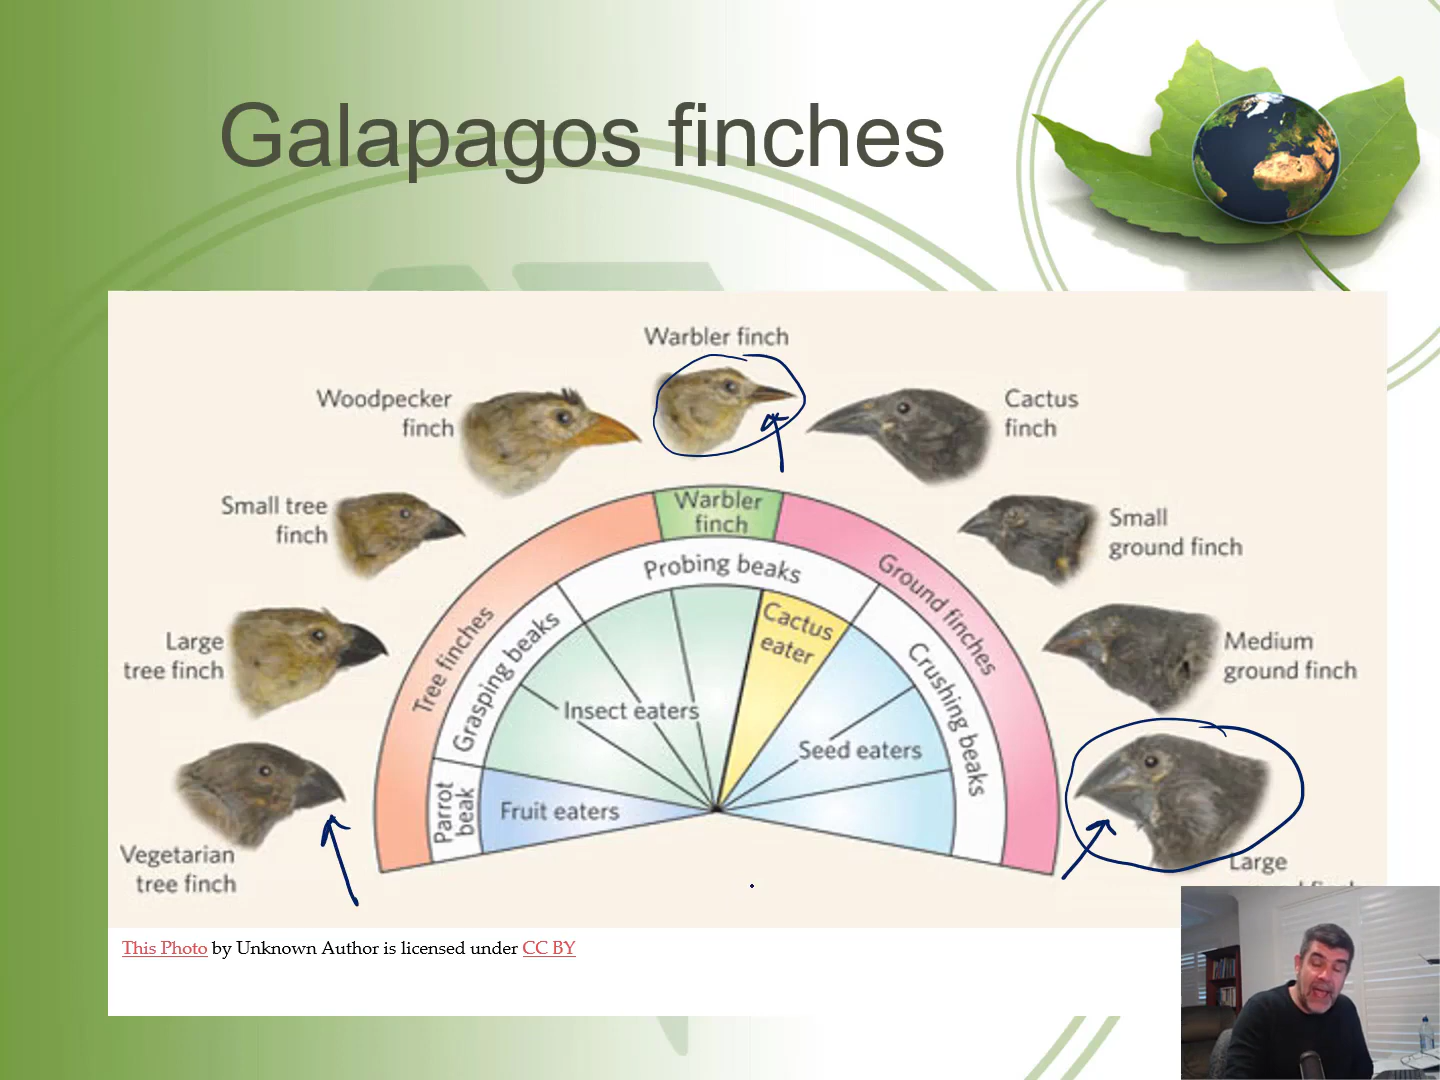 Galapagos finches
Warbler finch
Woodpecker
finch
Cactus
finch
Small tree
finch
Small
ground finch
Large
tree finch
Medium
ground finch
Vegetarian
tree finch
Large
Warbler
finch
Probing beaks
Tree finches
Ground finches
Grasping beaks
Crushing beaks
Cactus
eater
Insect eaters
Seed eaters
Parrot
beak
Fruit eaters
This Photo by Unknown Author is licensed under CC BY